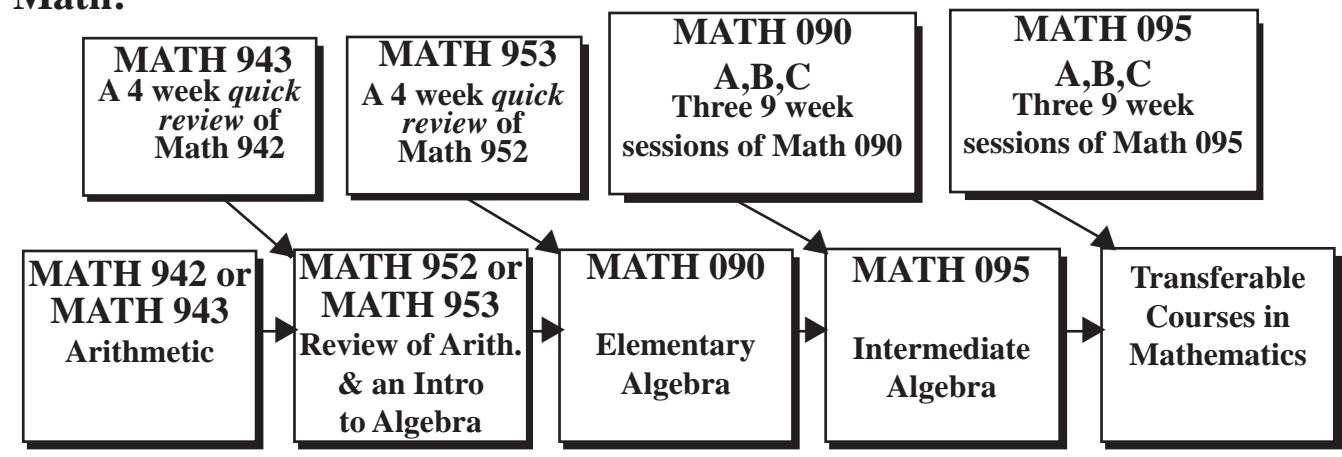 Math:
MATH 943
A 4 week quick
review of
Math 942
MATH 953
A 4 week quick
review of
Math 952
MATH 090
A,B,C
Three 9 week
sessions of Math 090
MATH 095
A,B,C
Three 9 week
sessions of Math 095
MATH 942 or
MATH 943
Arithmetic
MATH 952 or
MATH 953
Review of Arith.
& an Intro
to Algebra
MATH 090
Elementary
Algebra
MATH 095
Intermediate
Algebra
Transferable
Courses in
Mathematics